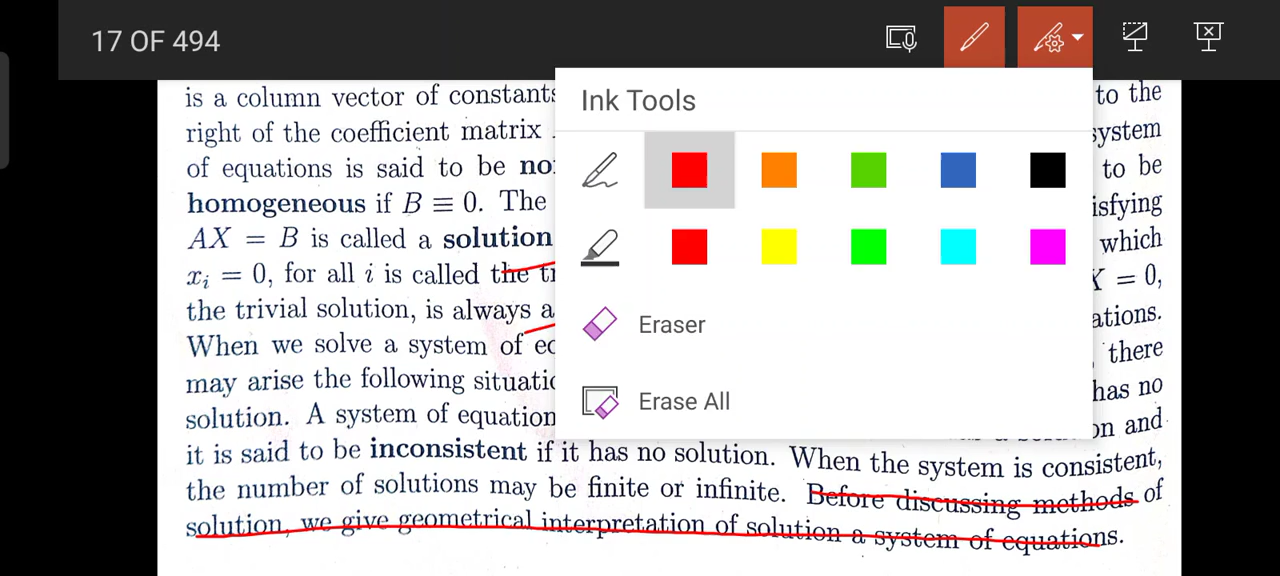 17 OF 494
Ink Tools
Eraser
Erase All
is a column vector of constants to the
right of the coefficient matrix system
of equations is said to be to be
homogeneous if B ≡ 0. The
AX = B is called a solution which
x_i = 0, for all i is called the = 0,
the trivial solution, is always a
When we solve a system of there
may arise the following has no
solution. A system of equation on and
it is said to be inconsistent if it has no solution. When the system is consistent,
the number of solutions may be finite or infinite. Before discussing methods of
solution, we give geometrical interpretation of solution a system of equations.